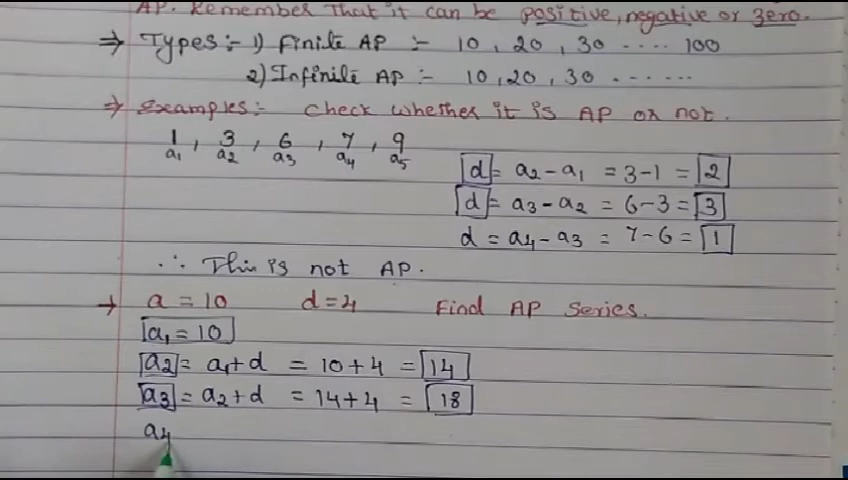 AP. Remember That it can be positive, negative or zero.
⇒ Types :- 1) Finite AP :- 10, 20, 30 ..... 100
2) Infinite AP :- 10, 20, 30 .......
⇒ Examples :- Check whether it is AP or not.
1, 3, 6, 7, 9
a1 a2 a3 a4 a5
d = a2 - a1 = 3-1 = 2
d = a3 - a2 = 6-3 = 3
d = a4 - a3 = 7-6 = 1
∴ This is not AP.
→ a = 10 d = 4 Find AP Series.
a1 = 10
a2 = a1+d = 10+4 = 14
a3 = a2+d = 14+4 = 18
a4